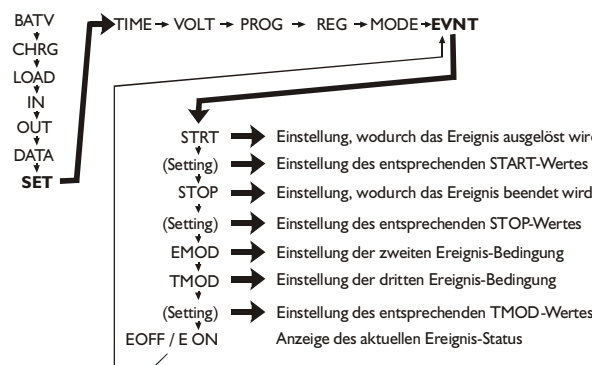 BATV
CHRG
LOAD
IN
OUT
DATA
SET
TIME VOLT PROG REG MODE EVNT
STRT Einstellung, wodurch das Ereignis ausgelöst wird
(Setting) Einstellung des entsprechenden START-Wertes
STOP Einstellung, wodurch das Ereignis beendet wird
(Setting) Einstellung des entsprechenden STOP-Wertes
EMOD Einstellung der zweiten Ereignis-Bedingung
TMOD Einstellung der dritten Ereignis-Bedingung
(Setting) Einstellung des entsprechenden TMOD-Wertes
EOFF / E ON Anzeige des aktuellen Ereignis-Status